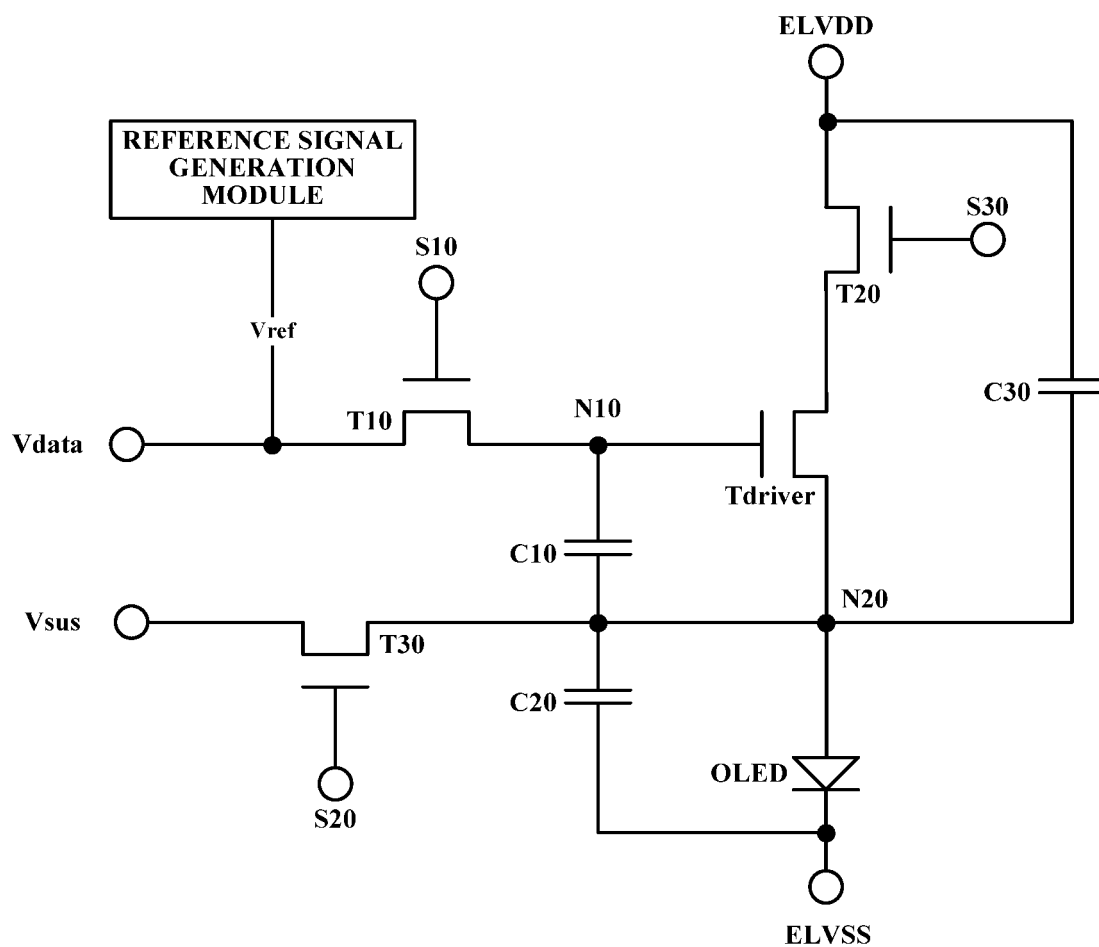 ELVDD
REFERENCE SIGNAL
GENERATION
MODULE
S30
S10
T20
Vref
C30
N10
T10
Vdata
Tdriver
C10
N20
Vsus
T30
C20
OLED
S20
ELVSS